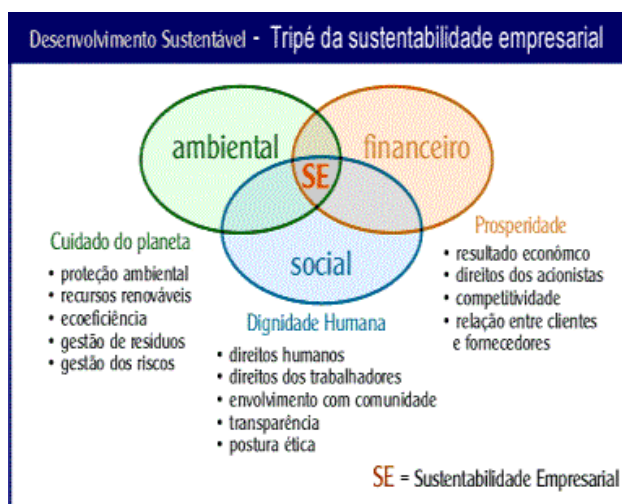 Desenvolvimento Sustentável - Tripé da sustentabilidade empresarial
ambiental
financeiro
SE
social
Cuidado do planeta
• proteção ambiental
• recursos renováveis
• ecoeficiência
• gestão de resíduos
• gestão dos riscos
Dignidade Humana
• direitos humanos
• direitos dos trabalhadores
• envolvimento com comunidade
• transparência
• postura ética
Prosperidade
• resultado econômco
• direitos dos acionistas
• competitividade
• relação entre clientes
e fornecedores
SE = Sustentabilidade Empresarial